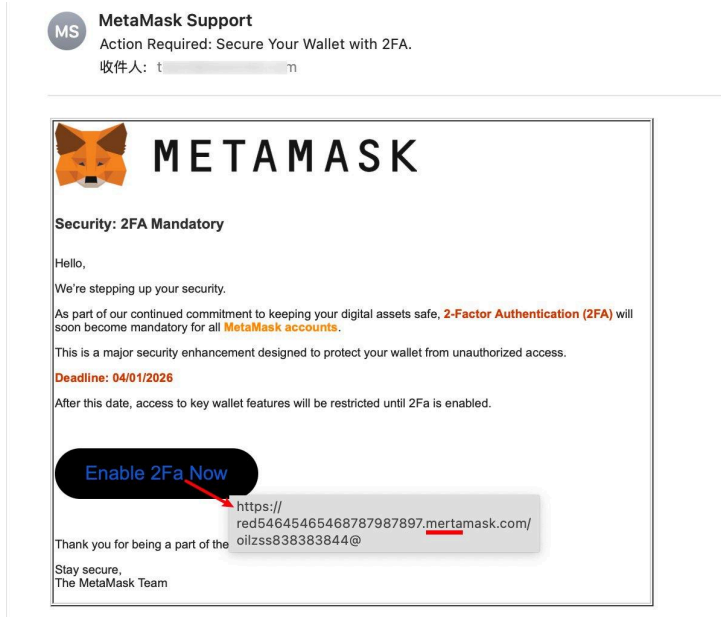 MS
MetaMask Support
Action Required: Secure Your Wallet with 2FA.
收件人: t m
METAMASK
Security: 2FA Mandatory
Hello,
We're stepping up your security.
As part of our continued commitment to keeping your digital assets safe, 2-Factor Authentication (2FA) will
soon become mandatory for all MetaMask accounts.
This is a major security enhancement designed to protect your wallet from unauthorized access.
Deadline: 04/01/2026
After this date, access to key wallet features will be restricted until 2Fa is enabled.
Enable 2Fa Now
https://
red54645465468787987897.mertamask.com/
oilzss838383844@
Thank you for being a part of the
Stay secure,
The MetaMask Team